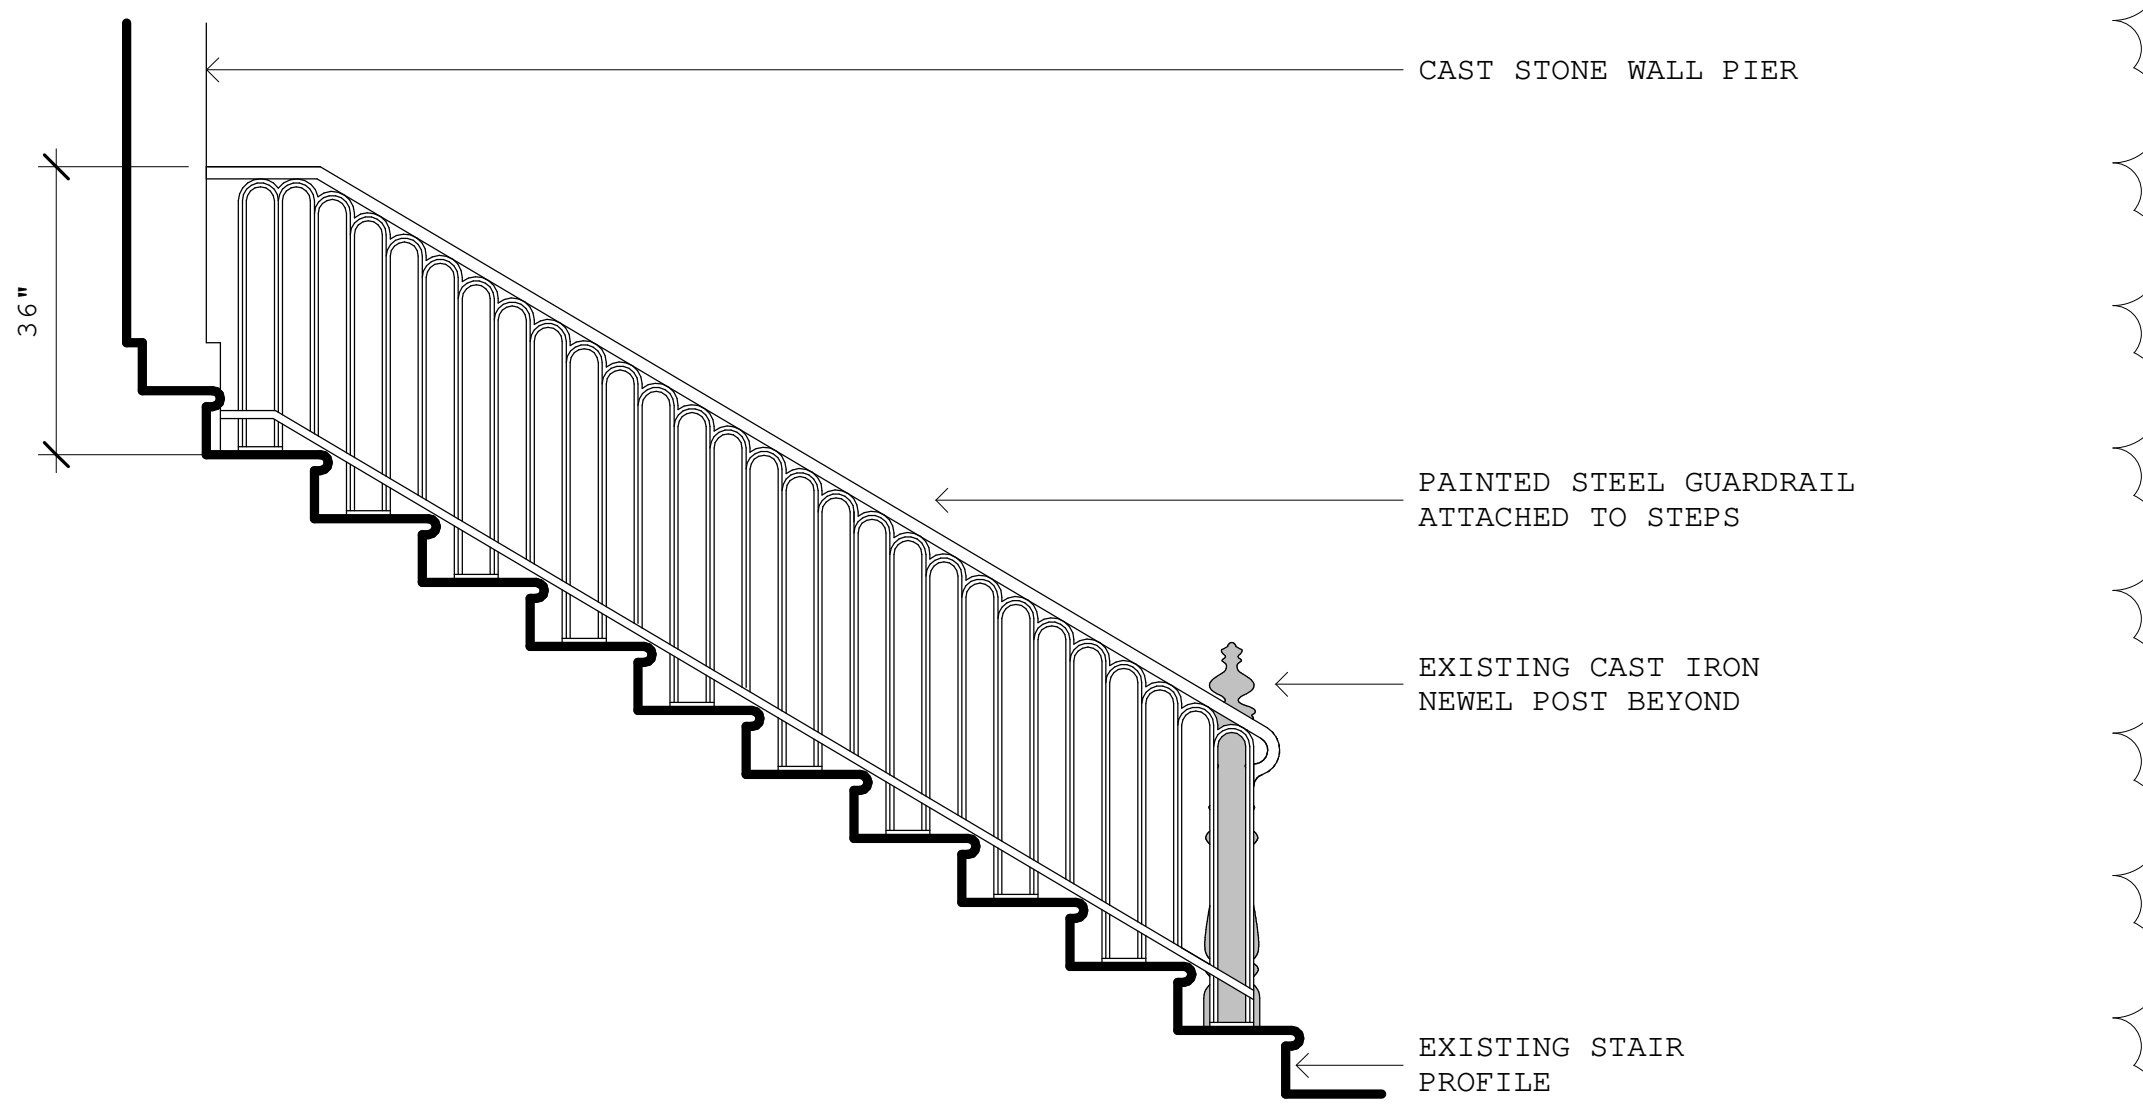 CAST STONE WALL PIER
36"
PAINTED STEEL GUARDRAIL
ATTACHED TO STEPS
EXISTING CAST IRON
NEWEL POST BEYOND
EXISTING STAIR
PROFILE